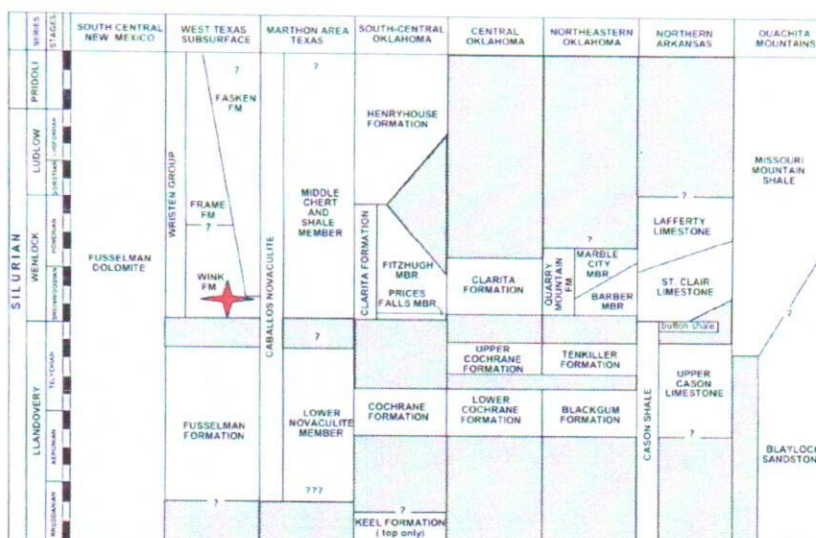 SERIES
STAGES
SOUTH CENTRAL
NEW MEXICO
WEST TEXAS
SUBSURFACE
MARTHON AREA
TEXAS
SOUTH-CENTRAL
OKLAHOMA
CENTRAL
OKLAHOMA
NORTHEASTERN
OKLAHOMA
NORTHERN
ARKANSAS
OUACHITA
MOUNTAINS
SILURIAN
PRIDOLI
LUDLOW
WENLOCK
LLANDOVERY
HOMERIAN
TELYCHIAN
AERONIAN
RHUDDANIAN
FUSSELMAN
DOLOMITE
WRISTEN GROUP
?
FASKEN
FM
FRAME
FM
?
WINK
FM
FUSSELMAN
FORMATION
?
CABALLOS NOVACULITE
?
MIDDLE
CHERT
AND
SHALE
MEMBER
?
LOWER
NOVACULITE
MEMBER
???
HENRYHOUSE
FORMATION
CLARITA FORMATION
FITZHUGH
MBR
PRICES
FALLS MBR
COCHRANE
FORMATION
?
KEEL FORMATION
( top only)
CLARITA
FORMATION
UPPER
COCHRANE
FORMATION
LOWER
COCHRANE
FORMATION
?
QUARRY
MOUNTAIN
FM
MARBLE
CITY
MBR
BARBER
MBR
TENKILLER
FORMATION
BLACKGUM
FORMATION
?
LAFFERTY
LIMESTONE
ST. CLAIR
LIMESTONE
button shale
CASON SHALE
UPPER
CASON
LIMESTONE
?
MISSOURI
MOUNTAIN
SHALE
?
BLAYLOCK
SANDSTON